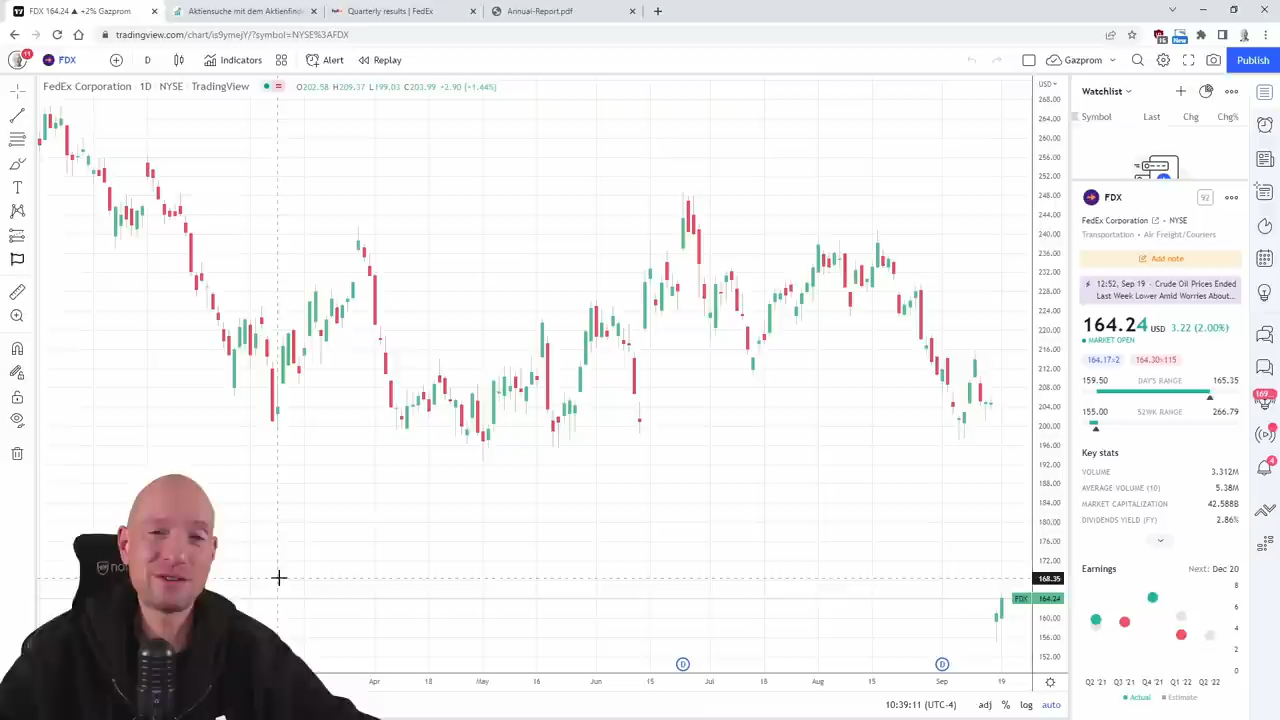 FDX 164.24 ▲ +2% Gazprom
Aktiensuche mit dem Aktienfind
Quarterly results | FedEx
Annual-Report.pdf
tradingview.com/chart/is9ymejY/?symbol=NYSE%3AFDX
11
FDX
D
Indicators
Alert
Replay
Gazprom
Publish
FedEx Corporation · 1D · NYSE · TradingView
O202.58 H209.37 L199.03 C203.99 +2.90 (+1.445%)
USD
268.00
264.00
260.00
256.00
252.00
248.00
244.00
240.00
236.00
232.00
228.00
224.00
220.00
216.00
212.00
208.00
204.00
200.00
196.00
192.00
188.00
184.00
180.00
176.00
172.00
168.35
FDX 164.24
160.00
156.00
152.00
D
D
Apr
18
May
16
Jun
15
Jul
18
Aug
15
Sep
19
10:39:11 (UTC-4)
adj
%
log
auto
Watchlist
Symbol Last Chg Chg%
FDX
92
FedEx Corporation · NYSE
Transportation · Air Freight/Couriers
Add note
12:52, Sep 19 · Crude Oil Prices Ended
Last Week Lower Amid Worries About...
164.24 USD 3.22 (2.00%)
MARKET OPEN
164.17×2
164.30×115
159.50 DAY'S RANGE 165.35
155.00 52WK RANGE 266.79
Key stats
VOLUME 3.312M
AVERAGE VOLUME (10) 5.38M
MARKET CAPITALIZATION 42.588B
DIVIDENDS YIELD (FY) 2.86%
Earnings Next: Dec 20
8
6
4
2
0
Q2 '21
Q3 '21
Q4 '21
Q1 '22
Q2 '22
Actual
Estimate
169
4
New